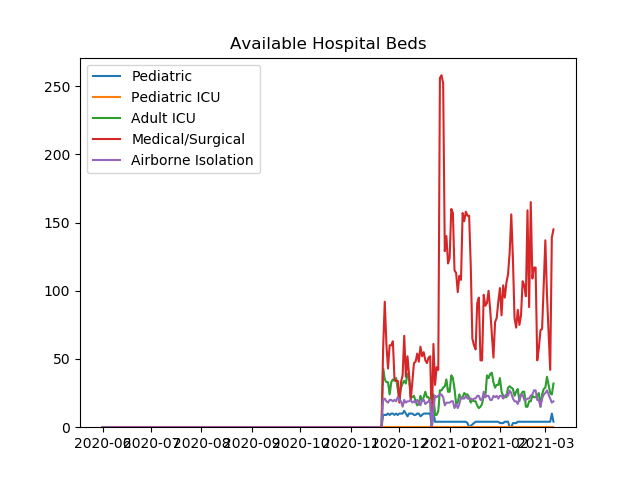 Available Hospital Beds
Pediatric
Pediatric ICU
Adult ICU
Medical/Surgical
Airborne Isolation
250
200
150
100
50
0
2020-06 2020-07 2020-08 2020-09 2020-10 2020-11 2020-12 2021-01 2021-02 2021-03